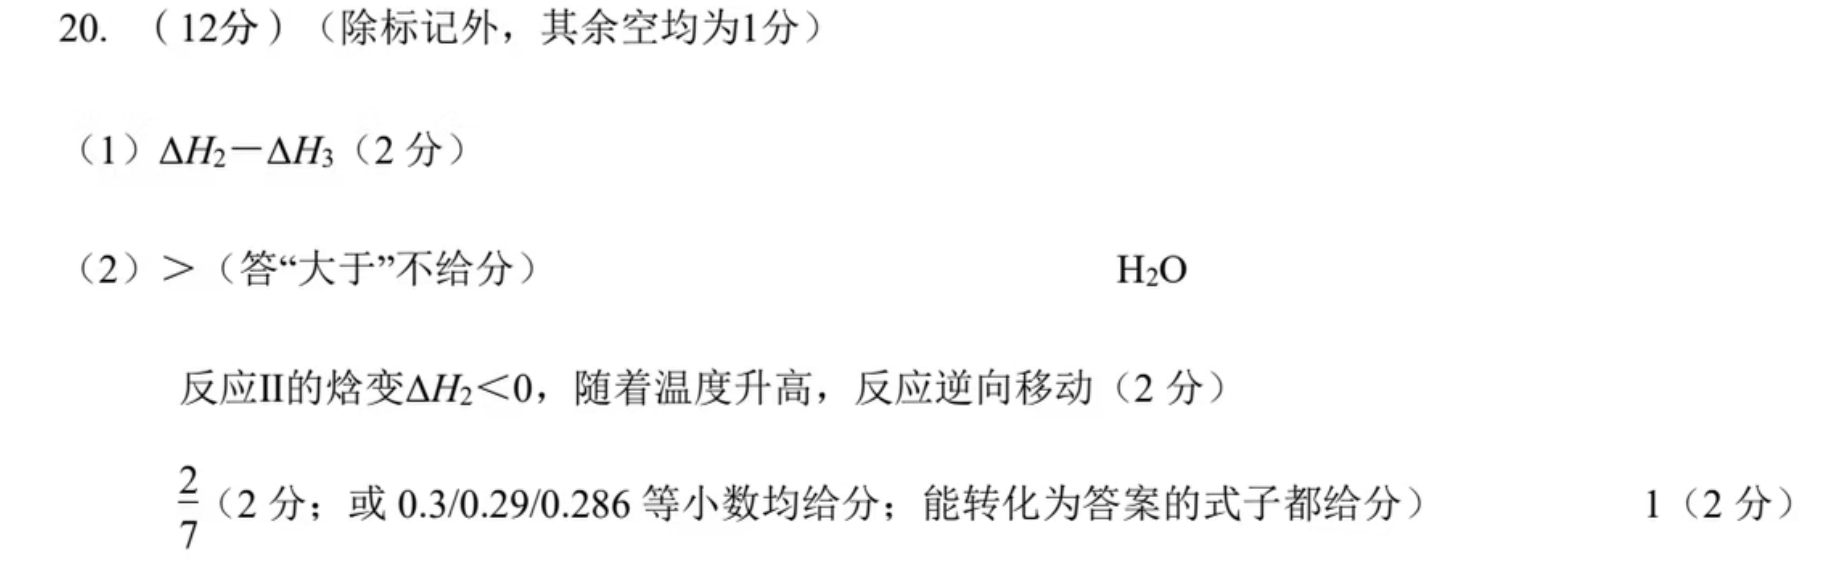 20. （12分）（除标记外，其余空均为1分）
（1）ΔH₂－ΔH₃（2 分）
（2）＞（答“大于”不给分） H₂O
反应II的焓变ΔH₂＜0，随着温度升高，反应逆向移动（2 分）
2/7（2 分；或 0.3/0.29/0.286 等小数均给分；能转化为答案的式子都给分） 1（2 分）